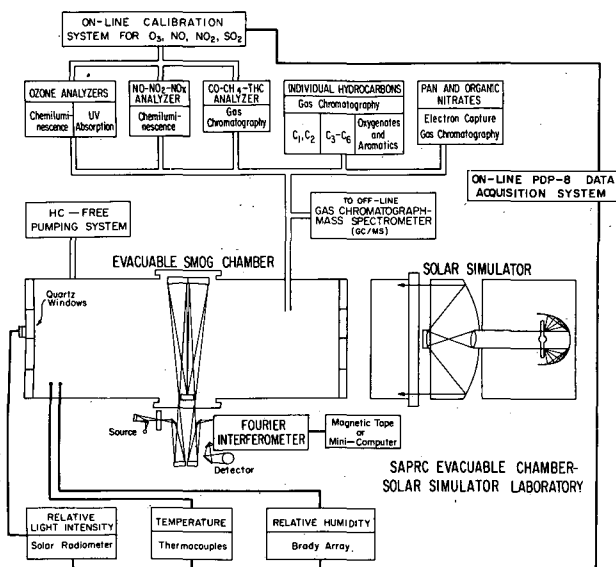 ON-LINE CALIBRATION
SYSTEM FOR O₃, NO, NO₂, SO₂
OZONE ANALYZERS
Chemilumi-
nescence
UV
Absorption
NO-NO₂-NOx
ANALYZER
Chemilumi-
nescence
CO-CH₄-THC
ANALYZER
Gas
Chromatography
INDIVIDUAL HYDROCARBONS
Gas Chromatography
C₁, C₂
C₃-C₆
Oxygenates
and
Aromatics
PAN AND ORGANIC
NITRATES
Electron Capture
Gas Chromatography
ON-LINE PDP-8 DATA
ACQUISITION SYSTEM
HC — FREE
PUMPING SYSTEM
TO OFF-LINE
GAS CHROMATOGRAPH-
MASS SPECTROMETER
(GC/MS)
EVACUABLE SMOG CHAMBER
SOLAR SIMULATOR
Quartz
Windows
Source
FOURIER
INTERFEROMETER
Magnetic Tape
or
Mini-Computer
Detector
SAPRC EVACUABLE CHAMBER-
SOLAR SIMULATOR LABORATORY
RELATIVE
LIGHT INTENSITY
Solar Radiometer
TEMPERATURE
Thermocouples
RELATIVE HUMIDITY
Brady Array